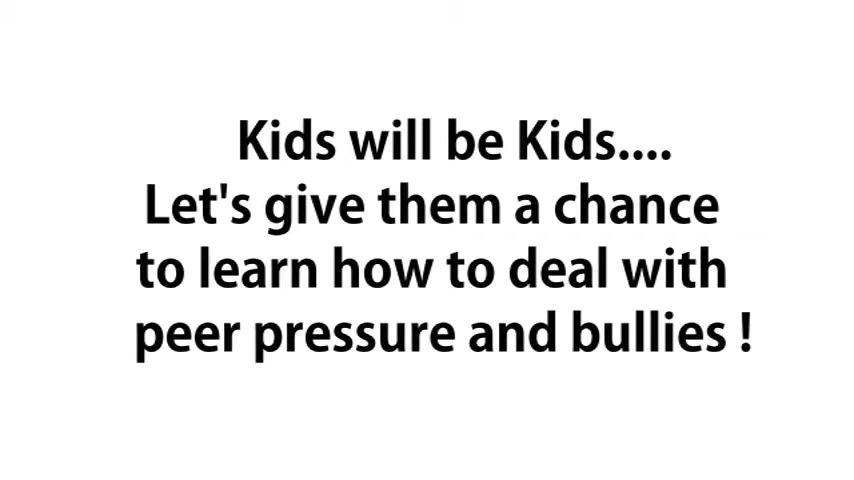 Kids will be Kids....
Let's give them a chance
to learn how to deal with
peer pressure and bullies !